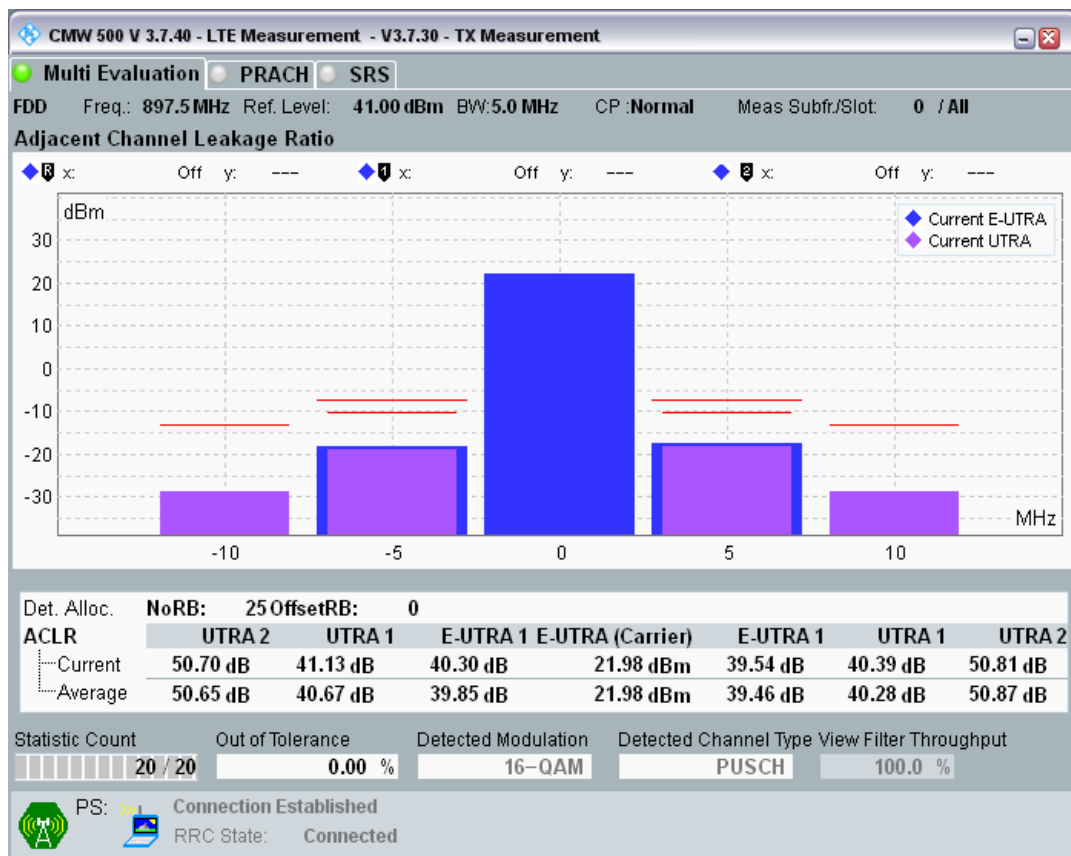 CMW 500 V 3.7.40 - LTE Measurement - V3.7.30 - TX Measurement
Multi Evaluation PRACH SRS
FDD Freq.: 897.5 MHz Ref. Level: 41.00 dBm BW:5.0 MHz CP :Normal Meas Subfr./Slot: 0 / All
Adjacent Channel Leakage Ratio
R x: Off y: --- 1 x: Off y: --- 2 x: Off y: ---
dBm
Current E-UTRA
Current UTRA
30
20
10
0
-10
-20
-30
MHz
-10 -5 0 5 10
Det. Alloc. NoRB: 25 OffsetRB: 0
ACLR UTRA 2 UTRA 1 E-UTRA 1 E-UTRA (Carrier) E-UTRA 1 UTRA 1 UTRA 2
Current 50.70 dB 41.13 dB 40.30 dB 21.98 dBm 39.54 dB 40.39 dB 50.81 dB
Average 50.65 dB 40.67 dB 39.85 dB 21.98 dBm 39.46 dB 40.28 dB 50.87 dB
Statistic Count Out of Tolerance Detected Modulation Detected Channel Type View Filter Throughput
20 / 20 0.00 % 16-QAM PUSCH 100.0 %
PS: Connection Established
RRC State: Connected